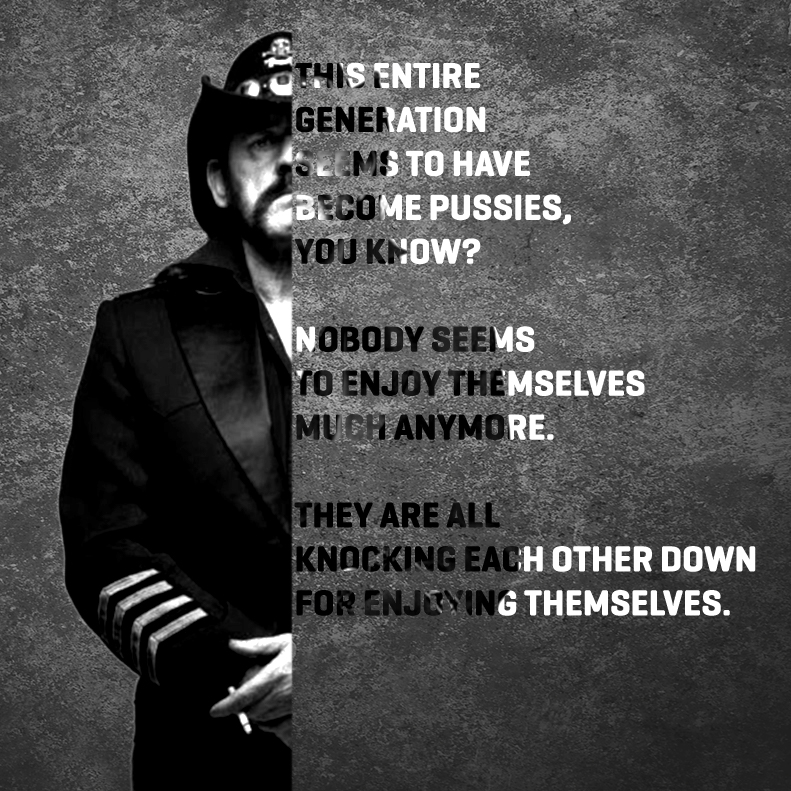 THIS ENTIRE
GENERATION
SEEMS TO HAVE
BECOME PUSSIES,
YOU KNOW?
NOBODY SEEMS
TO ENJOY THEMSELVES
MUCH ANYMORE.
THEY ARE ALL
KNOCKING EACH OTHER DOWN
FOR ENJOYING THEMSELVES.